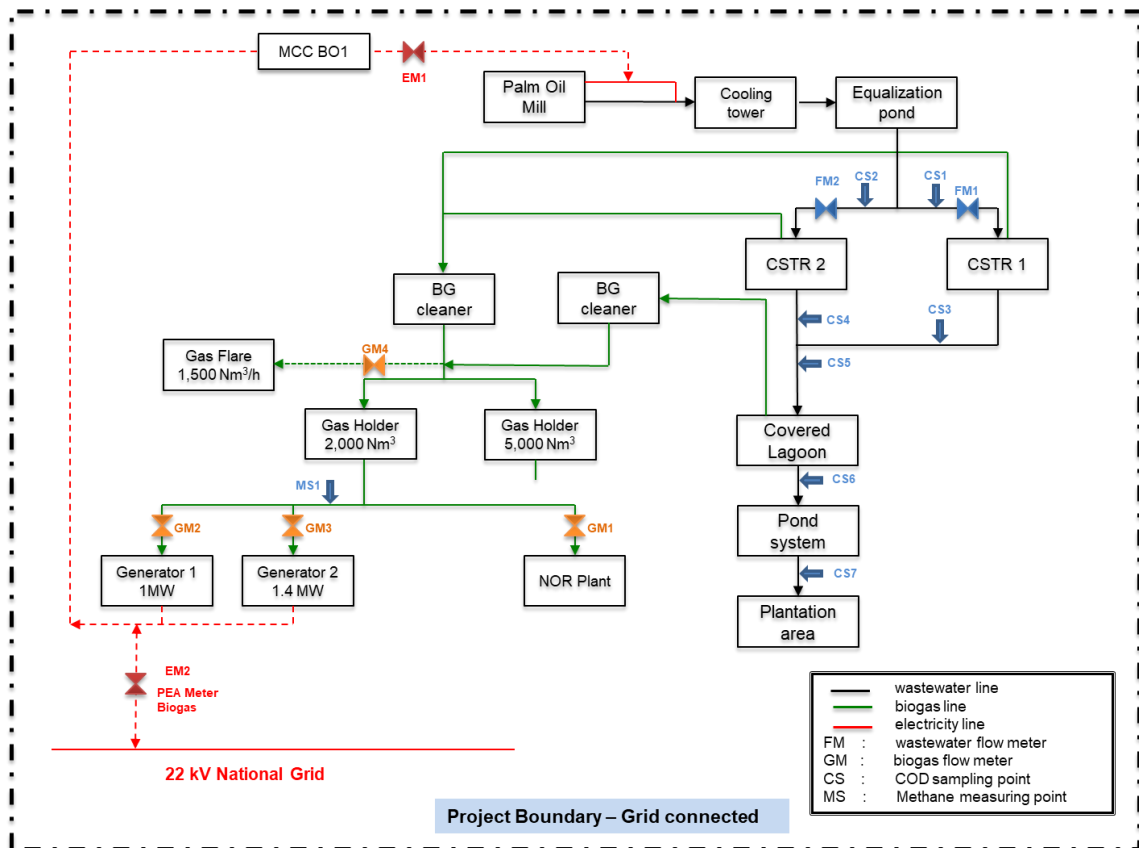 MCC BO1
EM1
Palm Oil
Mill
Cooling
tower
Equalization
pond
FM2
CS2
CS1
FM1
CSTR 2
CSTR 1
BG
cleaner
BG
cleaner
CS4
CS3
GM4
Gas Flare
1,500 Nm³/h
CS5
Gas Holder
2,000 Nm³
Gas Holder
5,000 Nm³
Covered
Lagoon
MS1
CS6
GM2
GM3
GM1
Pond
system
Generator 1
1MW
Generator 2
1.4 MW
NOR Plant
CS7
Plantation
area
EM2
PEA Meter
Biogas
22 kV National Grid
wastewater line
biogas line
electricity line
FM : wastewater flow meter
GM : biogas flow meter
CS : COD sampling point
MS : Methane measuring point
Project Boundary – Grid connected